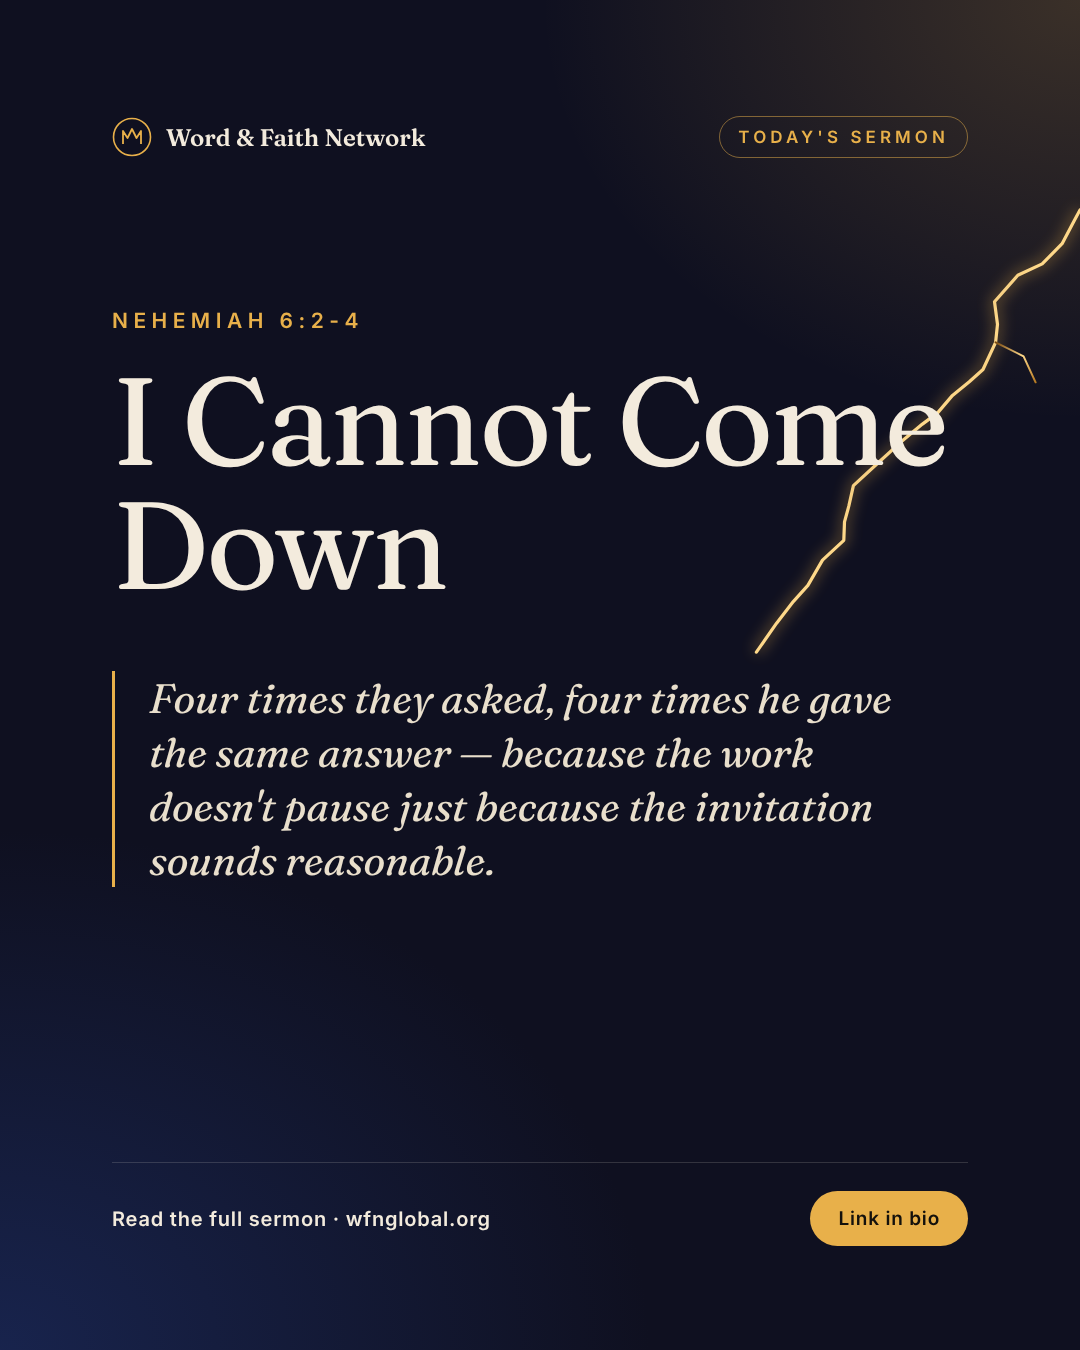 Word & Faith Network
TODAY'S SERMON
NEHEMIAH 6:2-4
I Cannot Come
Down
Four times they asked, four times he gave
the same answer — because the work
doesn't pause just because the invitation
sounds reasonable.
Read the full sermon · wfnglobal.org
Link in bio